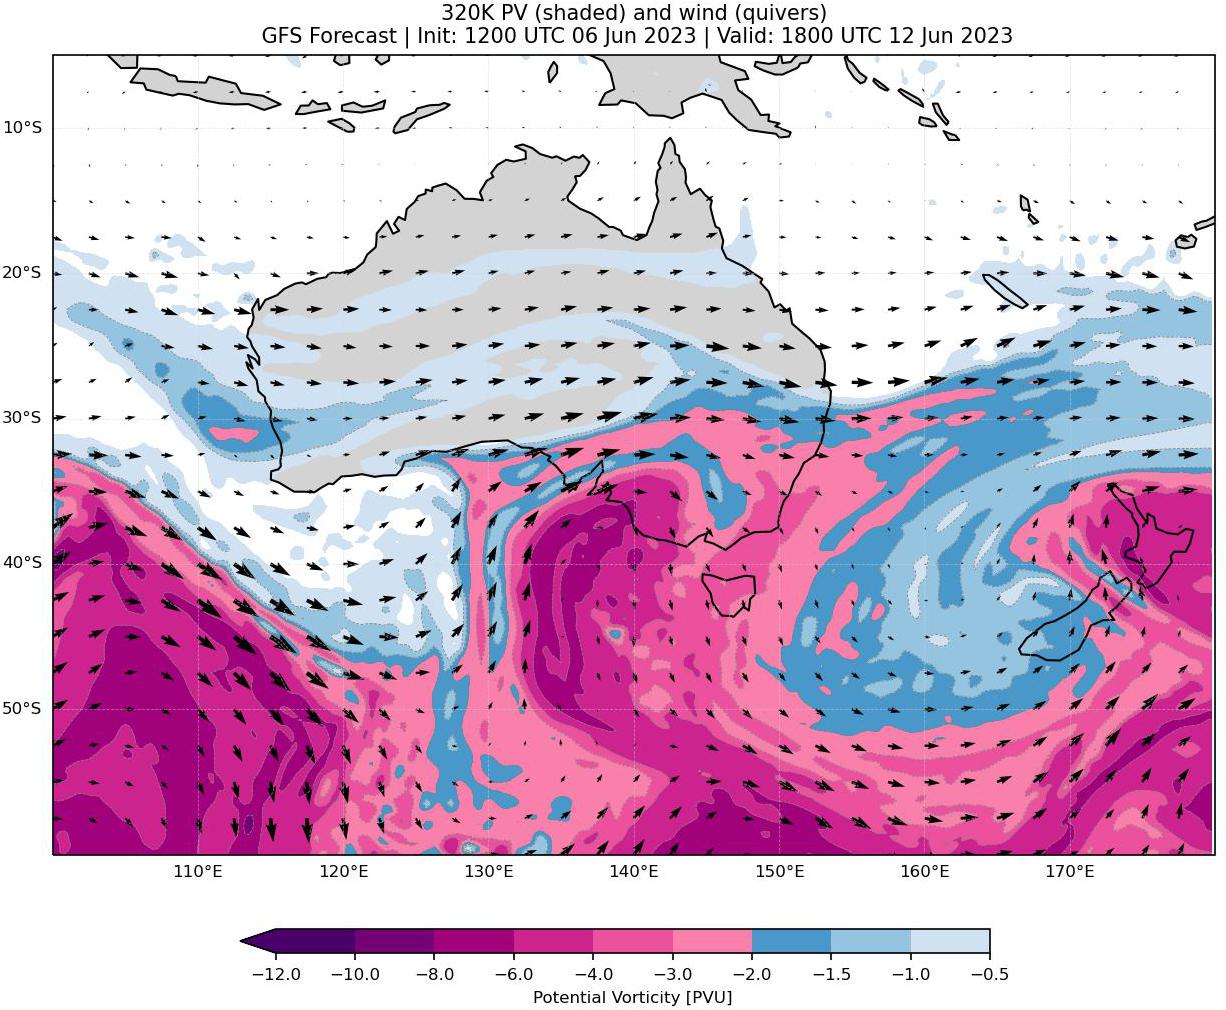 320K PV (shaded) and wind (quivers)
GFS Forecast | Init: 1200 UTC 06 Jun 2023 | Valid: 1800 UTC 12 Jun 2023
10°S
20°S
30°S
40°S
50°S
110°E 120°E 130°E 140°E 150°E 160°E 170°E
−12.0 −10.0 −8.0 −6.0 −4.0 −3.0 −2.0 −1.5 −1.0 −0.5
Potential Vorticity [PVU]